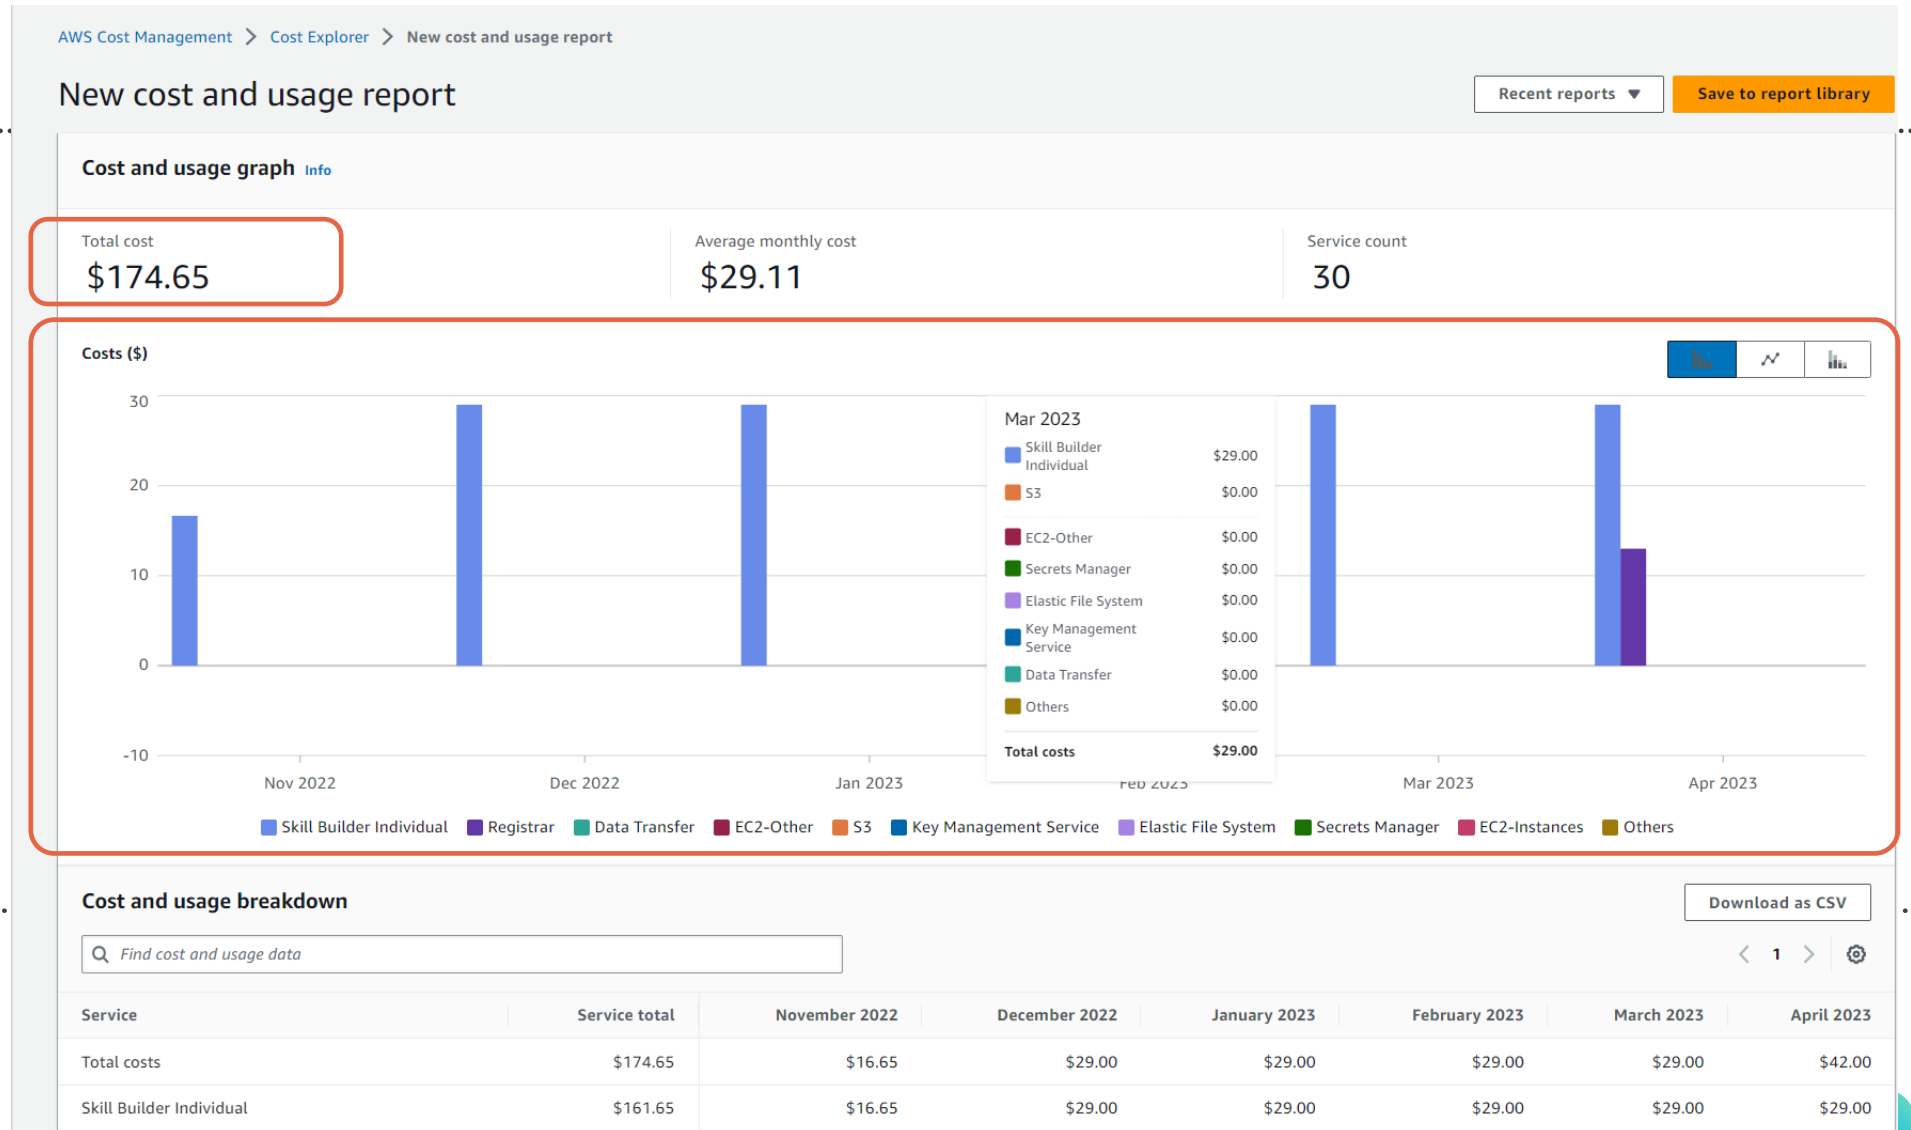 AWS Cost Management > Cost Explorer > New cost and usage report
New cost and usage report
Recent reports ▼
Save to report library
Cost and usage graph Info
Total cost
$174.65
Average monthly cost
$29.11
Service count
30
Costs ($)
30
20
10
0
-10
Mar 2023
Skill Builder
Individual $29.00
S3 $0.00
EC2-Other $0.00
Secrets Manager $0.00
Elastic File System $0.00
Key Management
Service $0.00
Data Transfer $0.00
Others $0.00
Total costs $29.00
Nov 2022 Dec 2022 Jan 2023 Feb 2023 Mar 2023 Apr 2023
Skill Builder Individual Registrar Data Transfer EC2-Other S3 Key Management Service Elastic File System Secrets Manager EC2-Instances Others
Cost and usage breakdown
Download as CSV
Find cost and usage data
< 1 >
Service Service total November 2022 December 2022 January 2023 February 2023 March 2023 April 2023
Total costs $174.65 $16.65 $29.00 $29.00 $29.00 $29.00 $42.00
Skill Builder Individual $161.65 $16.65 $29.00 $29.00 $29.00 $29.00 $29.00